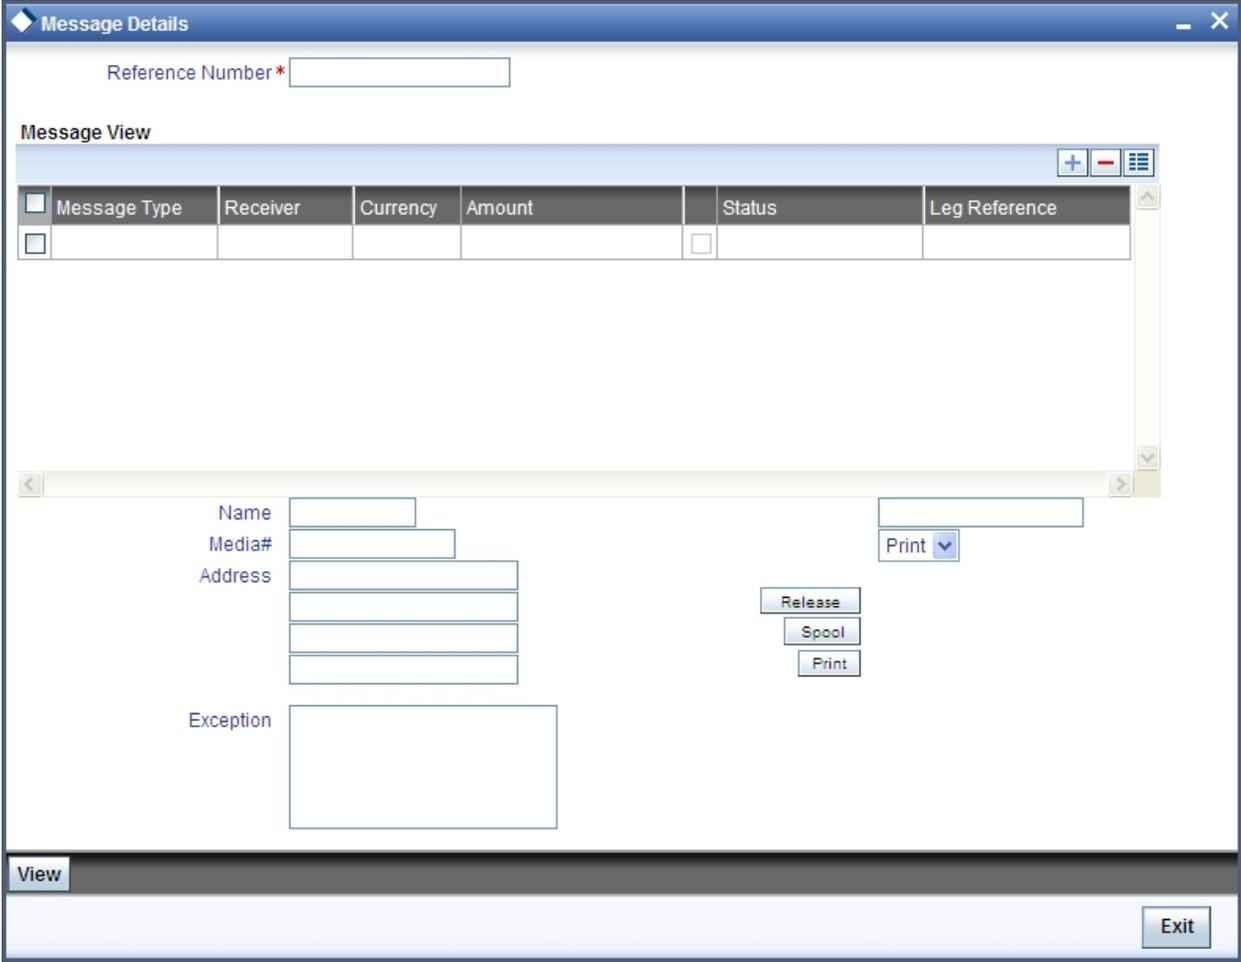 Message Details
Reference Number *
Message View
Message Type Receiver Currency Amount Status Leg Reference
Name
Media# Print
Address
Release
Spool
Print
Exception
View
Exit